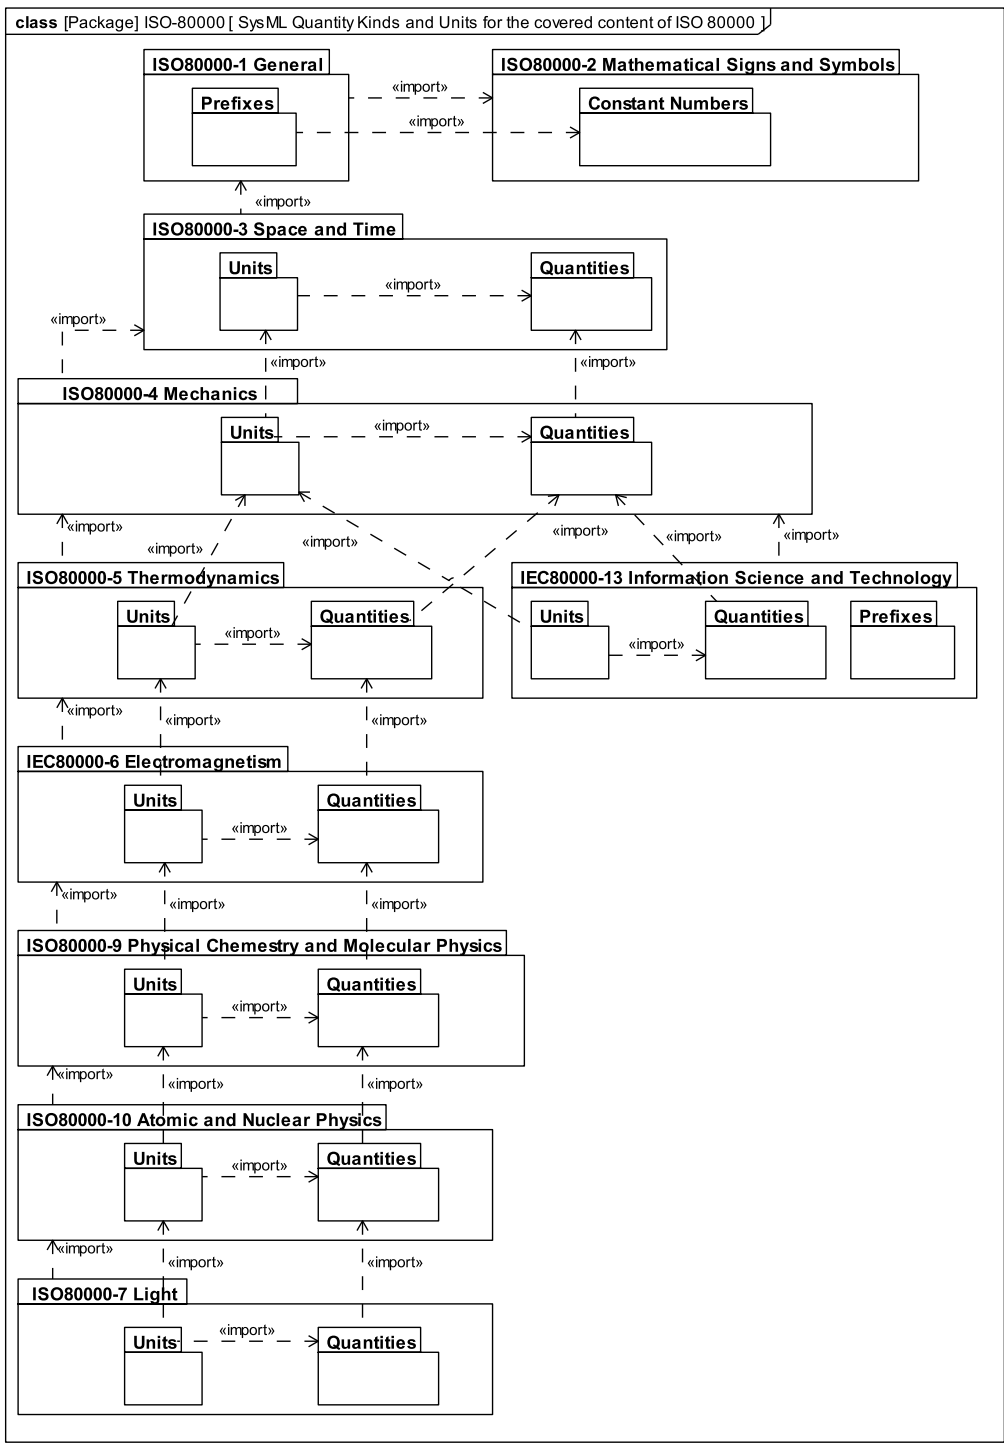 class [Package] ISO-80000 [ SysML Quantity Kinds and Units for the covered content of ISO 80000 ]
ISO80000-1 General
ISO80000-2 Mathematical Signs and Symbols
«import»
Prefixes
Constant Numbers
«import»
«import»
ISO80000-3 Space and Time
Units
Quantities
«import»
«import»
«import»
«import»
ISO80000-4 Mechanics
Units
Quantities
«import»
«import»
«import»
«import»
«import»
«import»
«import»
ISO80000-5 Thermodynamics
IEC80000-13 Information Science and Technology
Units
Quantities
Units
Quantities
Prefixes
«import»
«import»
«import»
«import»
«import»
IEC80000-6 Electromagnetism
Units
Quantities
«import»
«import»
«import»
«import»
ISO80000-9 Physical Chemestry and Molecular Physics
Units
Quantities
«import»
«import»
«import»
«import»
ISO80000-10 Atomic and Nuclear Physics
Units
Quantities
«import»
«import»
«import»
«import»
ISO80000-7 Light
Units
Quantities
«import»